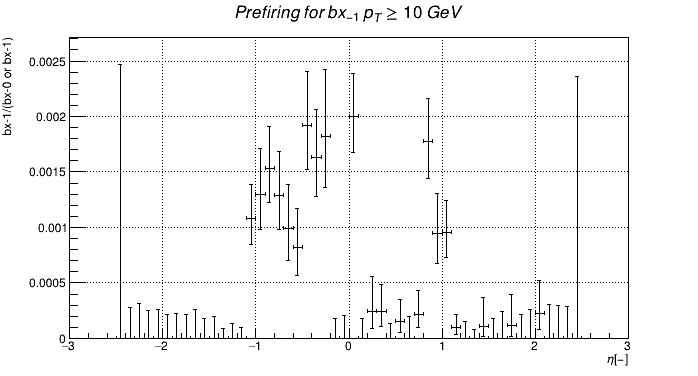 Prefiring for bx₋₁ p_T ≥ 10 GeV
bx-1/(bx-0 or bx-1)
0.0025
0.002
0.0015
0.001
0.0005
0
−3 −2 −1 0 1 2 3
η[-]